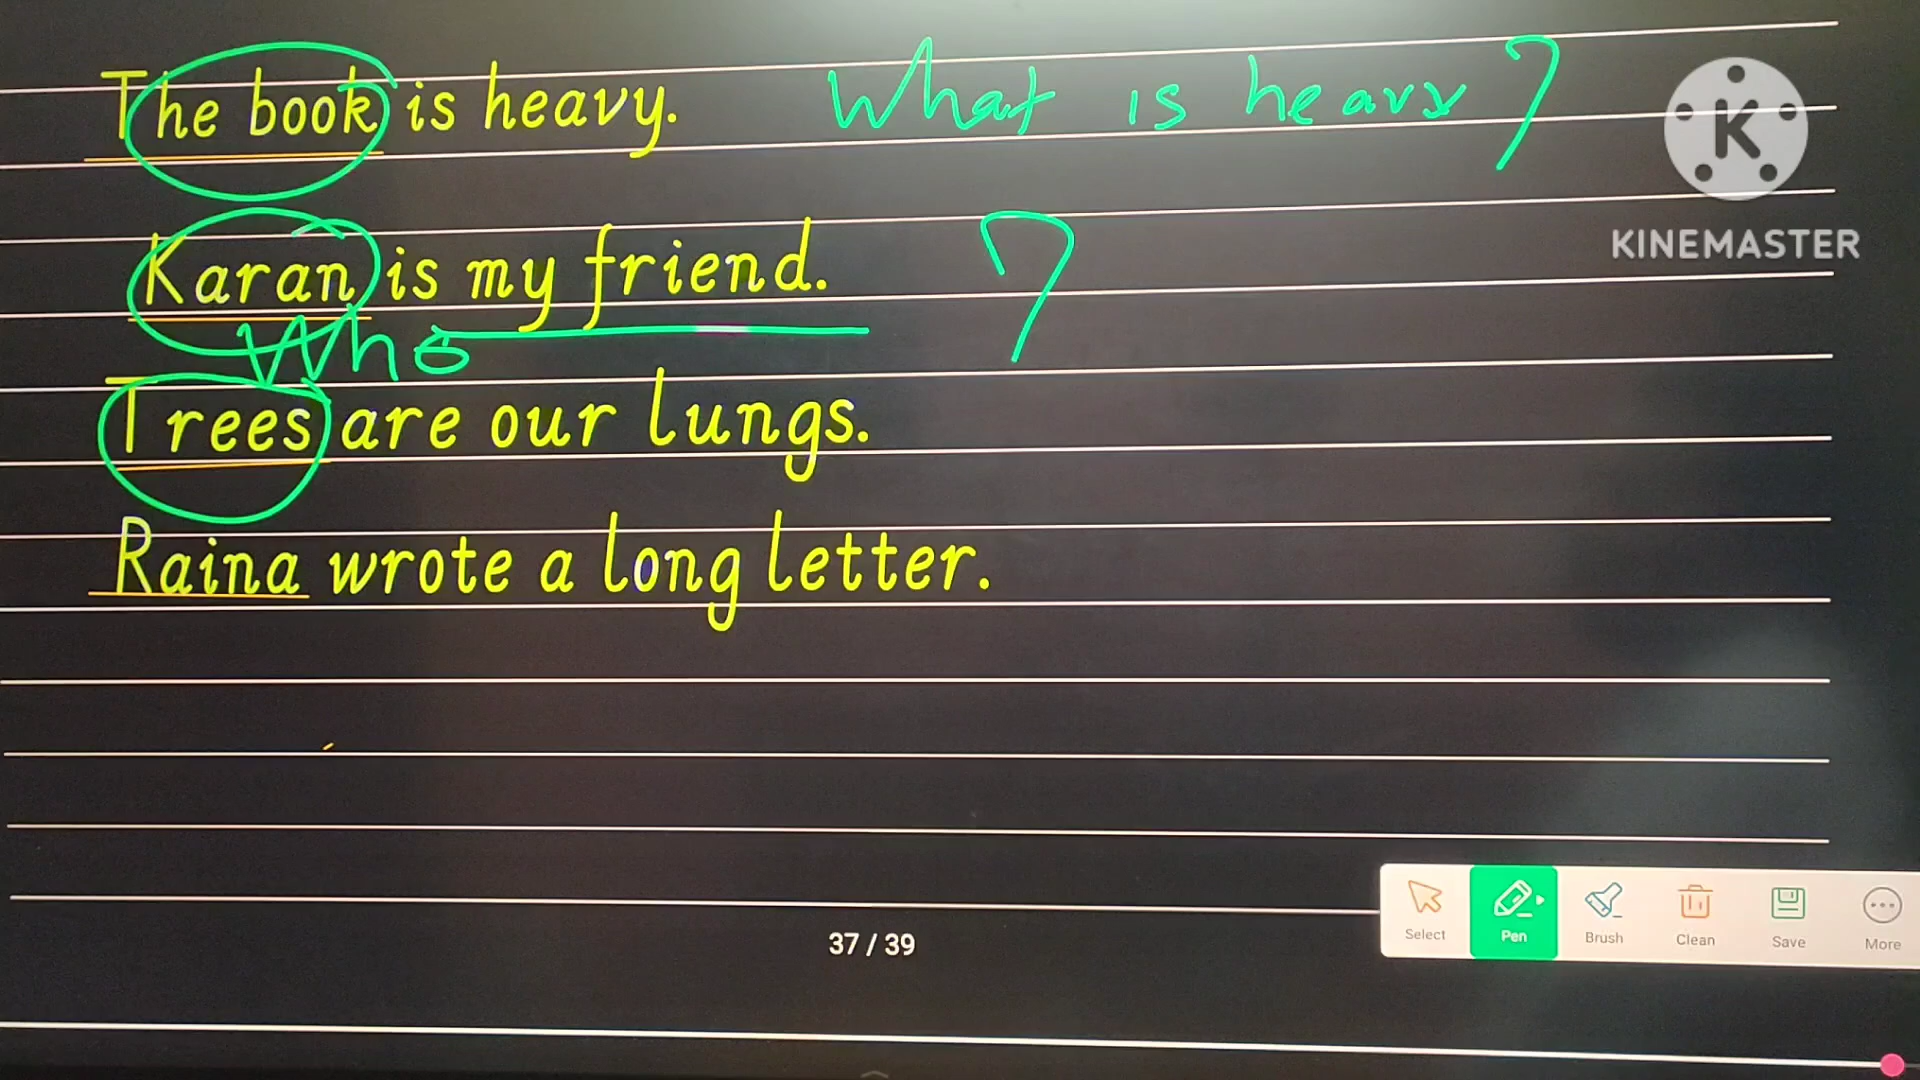 The book is heavy. What is heavy?
K
KINEMASTER
Karan is my friend. ?
Who
Trees are our lungs.
Raina wrote a long letter.
37 / 39
Select Pen Brush Clean Save More